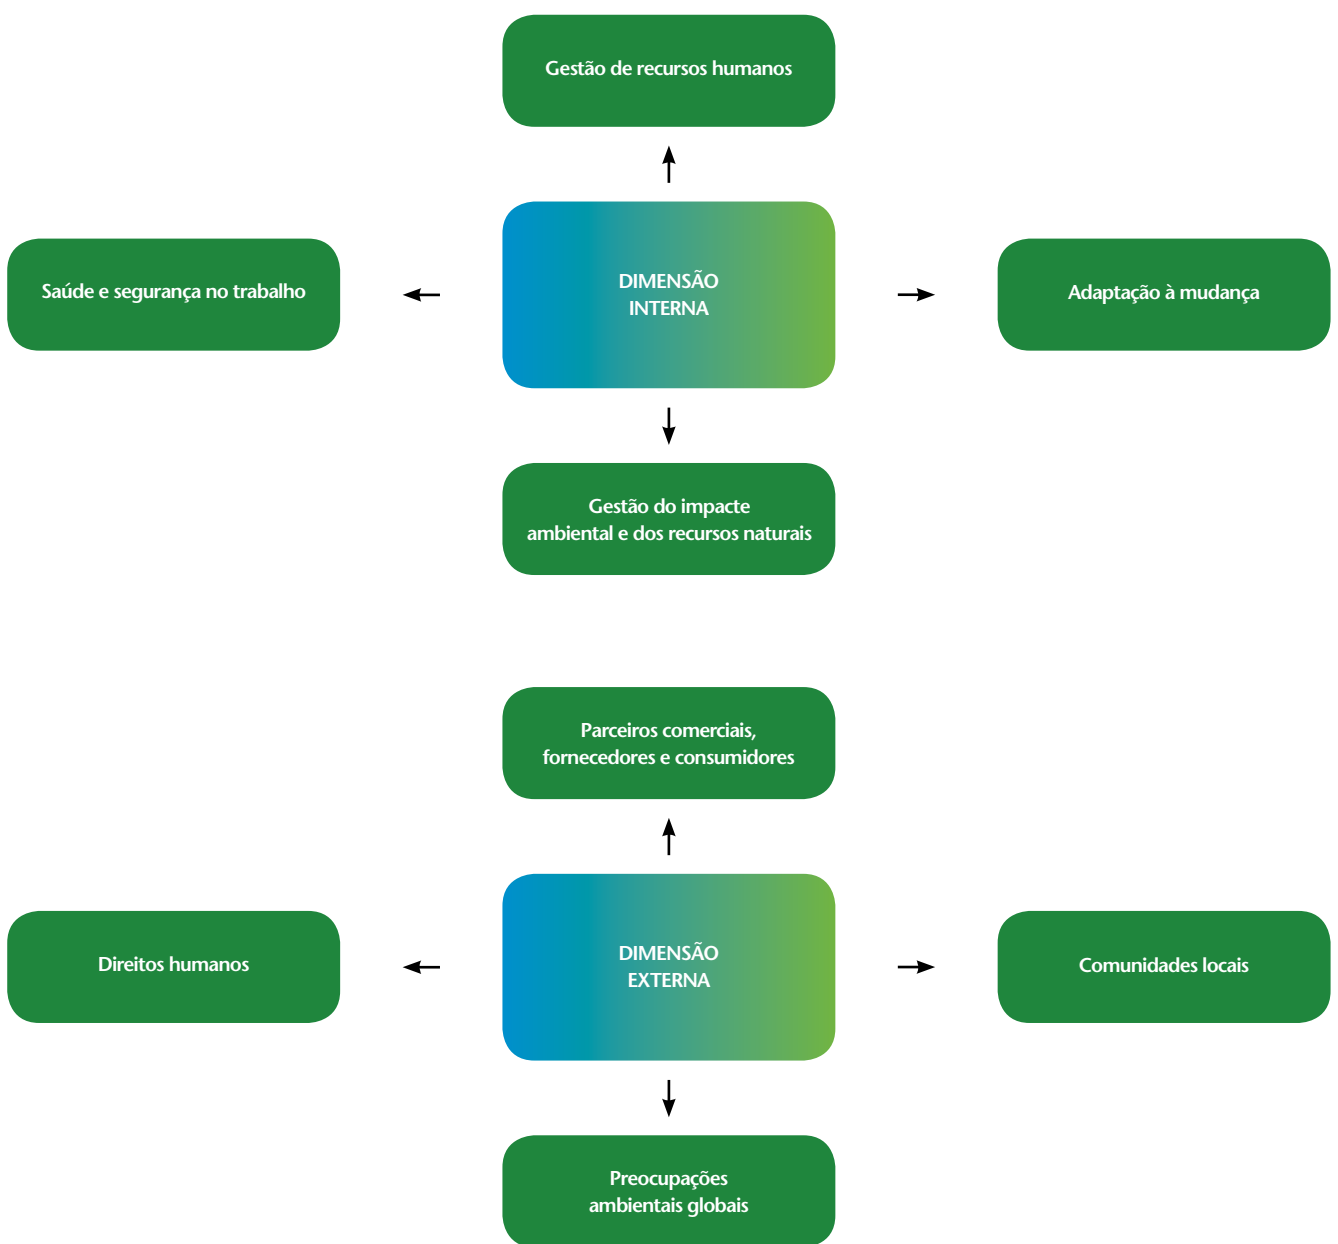 Gestão de recursos humanos
Saúde e segurança no trabalho
DIMENSÃO
INTERNA
Adaptação à mudança
Gestão do impacte
ambiental e dos recursos naturais
Parceiros comerciais,
fornecedores e consumidores
Direitos humanos
DIMENSÃO
EXTERNA
Comunidades locais
Preocupações
ambientais globais